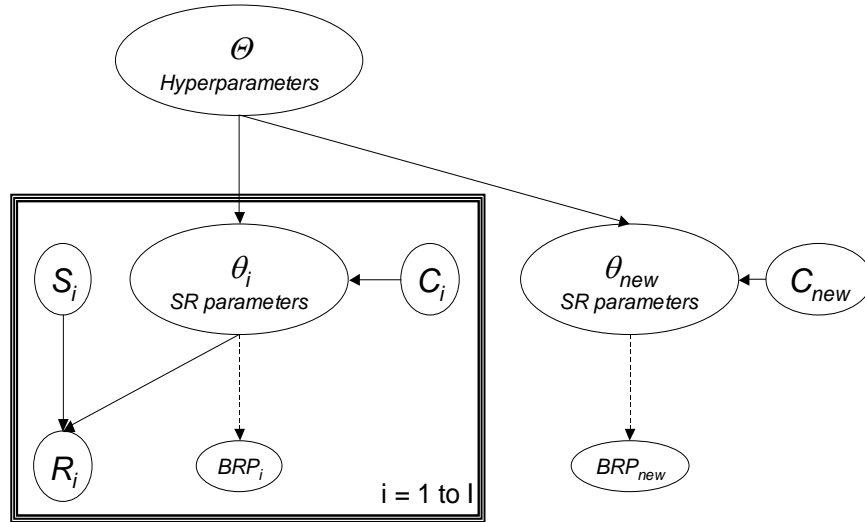 Θ
Hyperparameters
S_i
θ_i
SR parameters
C_i
θ_new
SR parameters
C_new
R_i
BRP_i
BRP_new
i = 1 to I